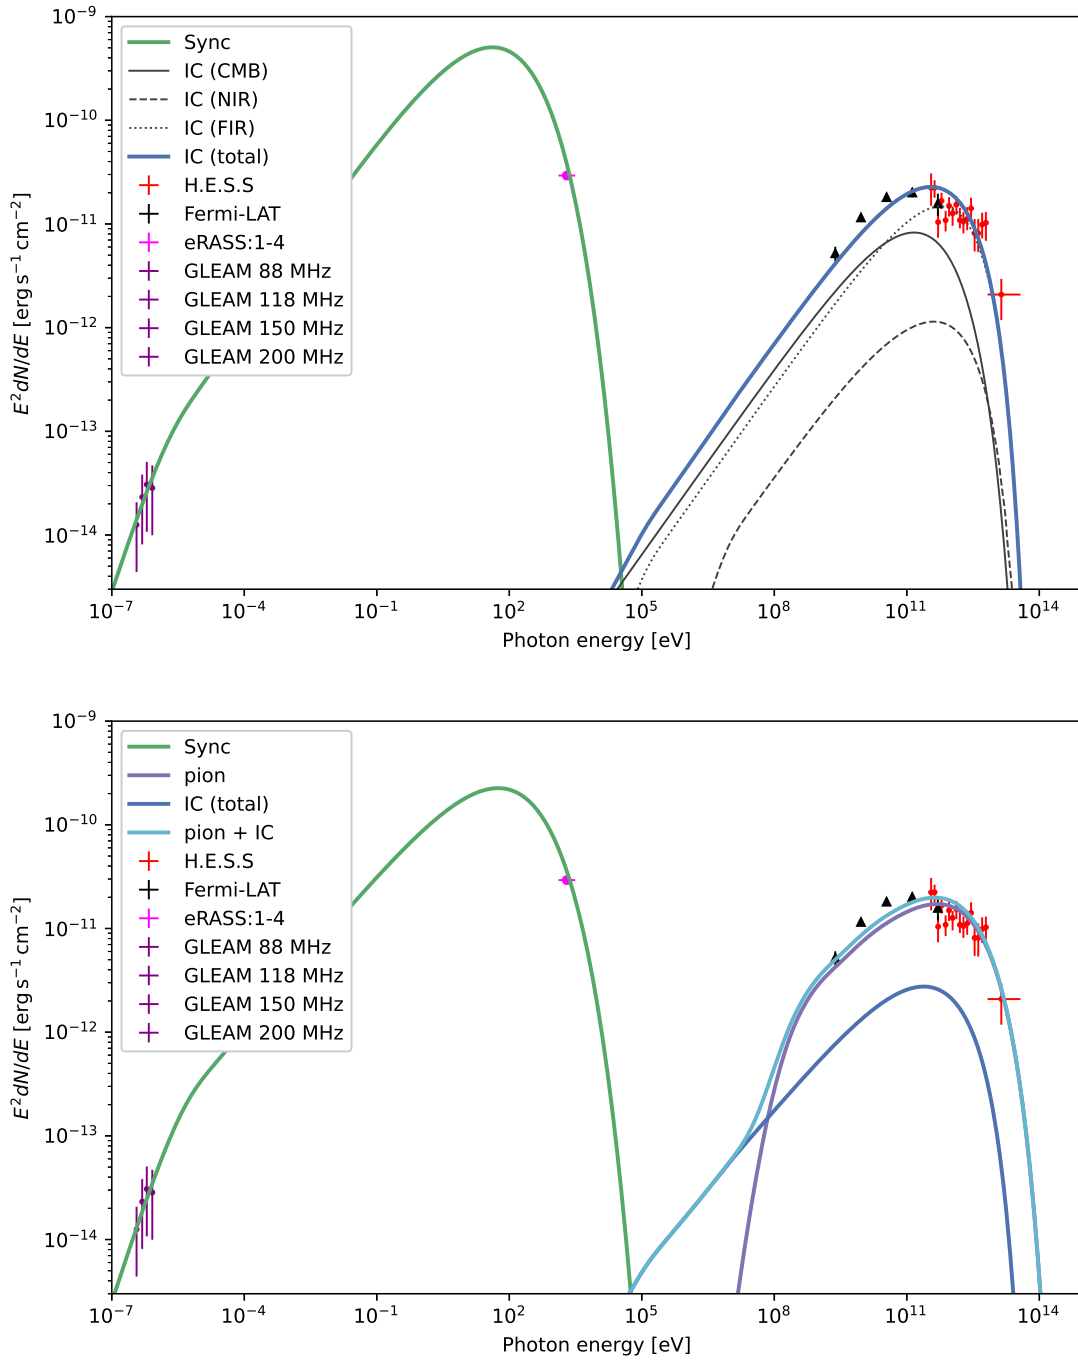 10⁻⁹
10⁻¹⁰
10⁻¹¹
10⁻¹²
10⁻¹³
10⁻¹⁴
E² dN/dE [erg s⁻¹ cm⁻²]
Sync
IC (CMB)
IC (NIR)
IC (FIR)
IC (total)
H.E.S.S
Fermi-LAT
eRASS:1-4
GLEAM 88 MHz
GLEAM 118 MHz
GLEAM 150 MHz
GLEAM 200 MHz
10⁻⁷ 10⁻⁴ 10⁻¹ 10² 10⁵ 10⁸ 10¹¹ 10¹⁴
Photon energy [eV]
10⁻⁹
10⁻¹⁰
10⁻¹¹
10⁻¹²
10⁻¹³
10⁻¹⁴
E² dN/dE [erg s⁻¹ cm⁻²]
Sync
pion
IC (total)
pion + IC
H.E.S.S
Fermi-LAT
eRASS:1-4
GLEAM 88 MHz
GLEAM 118 MHz
GLEAM 150 MHz
GLEAM 200 MHz
10⁻⁷ 10⁻⁴ 10⁻¹ 10² 10⁵ 10⁸ 10¹¹ 10¹⁴
Photon energy [eV]